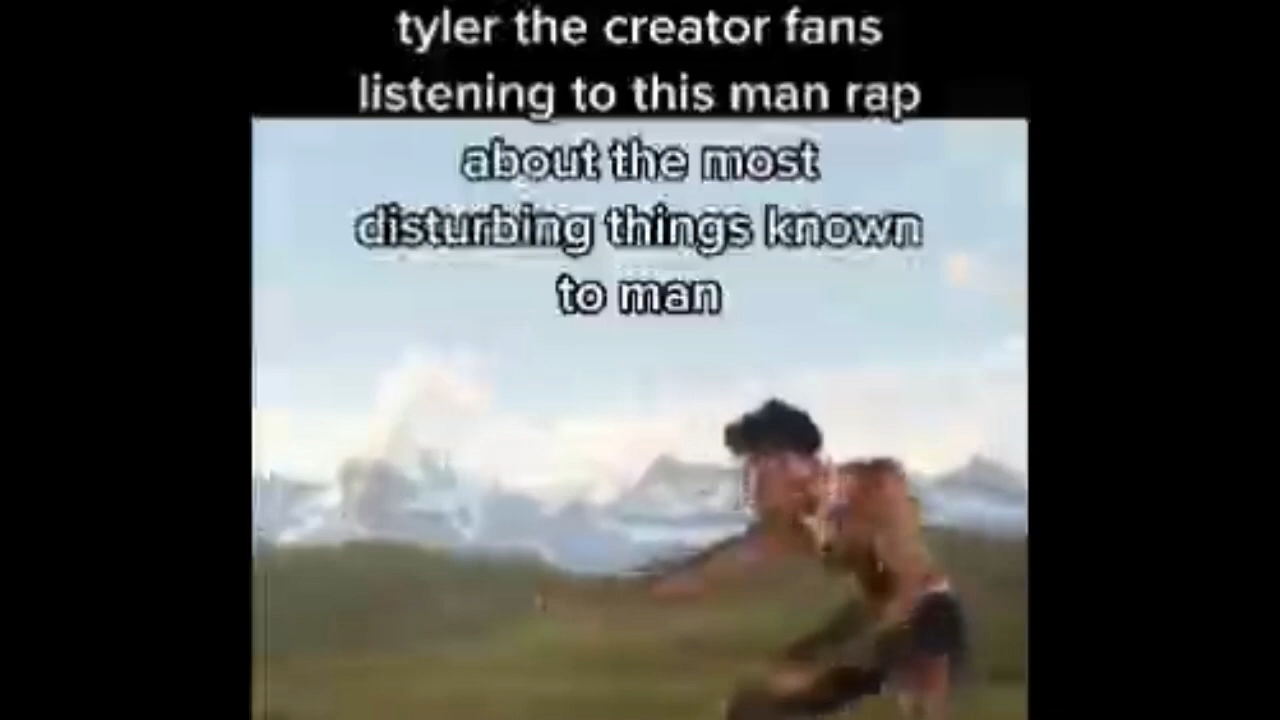 tyler the creator fans
listening to this man rap
about the most
disturbing things known
to man